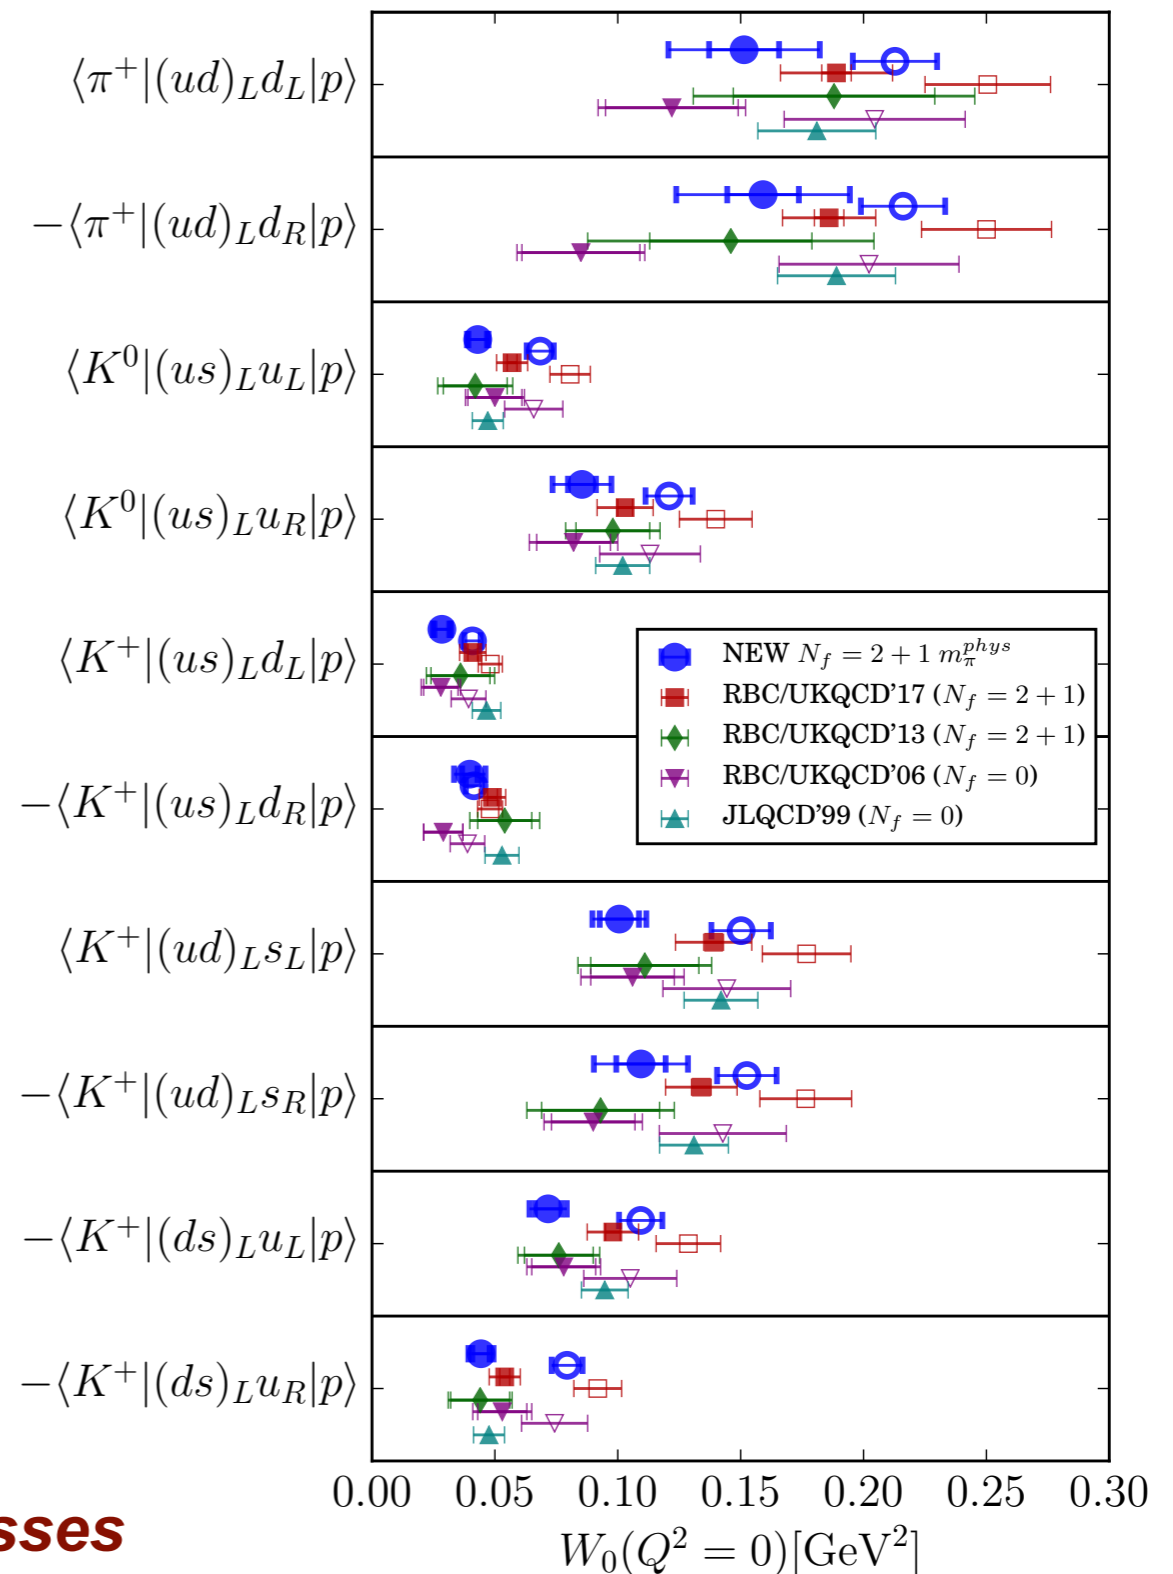 ⟨π⁺|(ud)_L d_L|p⟩
−⟨π⁺|(ud)_L d_R|p⟩
⟨K⁰|(us)_L u_L|p⟩
⟨K⁰|(us)_L u_R|p⟩
⟨K⁺|(us)_L d_L|p⟩
−⟨K⁺|(us)_L d_R|p⟩
⟨K⁺|(ud)_L s_L|p⟩
−⟨K⁺|(ud)_L s_R|p⟩
−⟨K⁺|(ds)_L u_L|p⟩
−⟨K⁺|(ds)_L u_R|p⟩
NEW N_f = 2 + 1 m_π^{phys}
RBC/UKQCD'17 (N_f = 2 + 1)
RBC/UKQCD'13 (N_f = 2 + 1)
RBC/UKQCD'06 (N_f = 0)
JLQCD'99 (N_f = 0)
0.00 0.05 0.10 0.15 0.20 0.25 0.30
W₀(Q² = 0)[GeV²]
sses